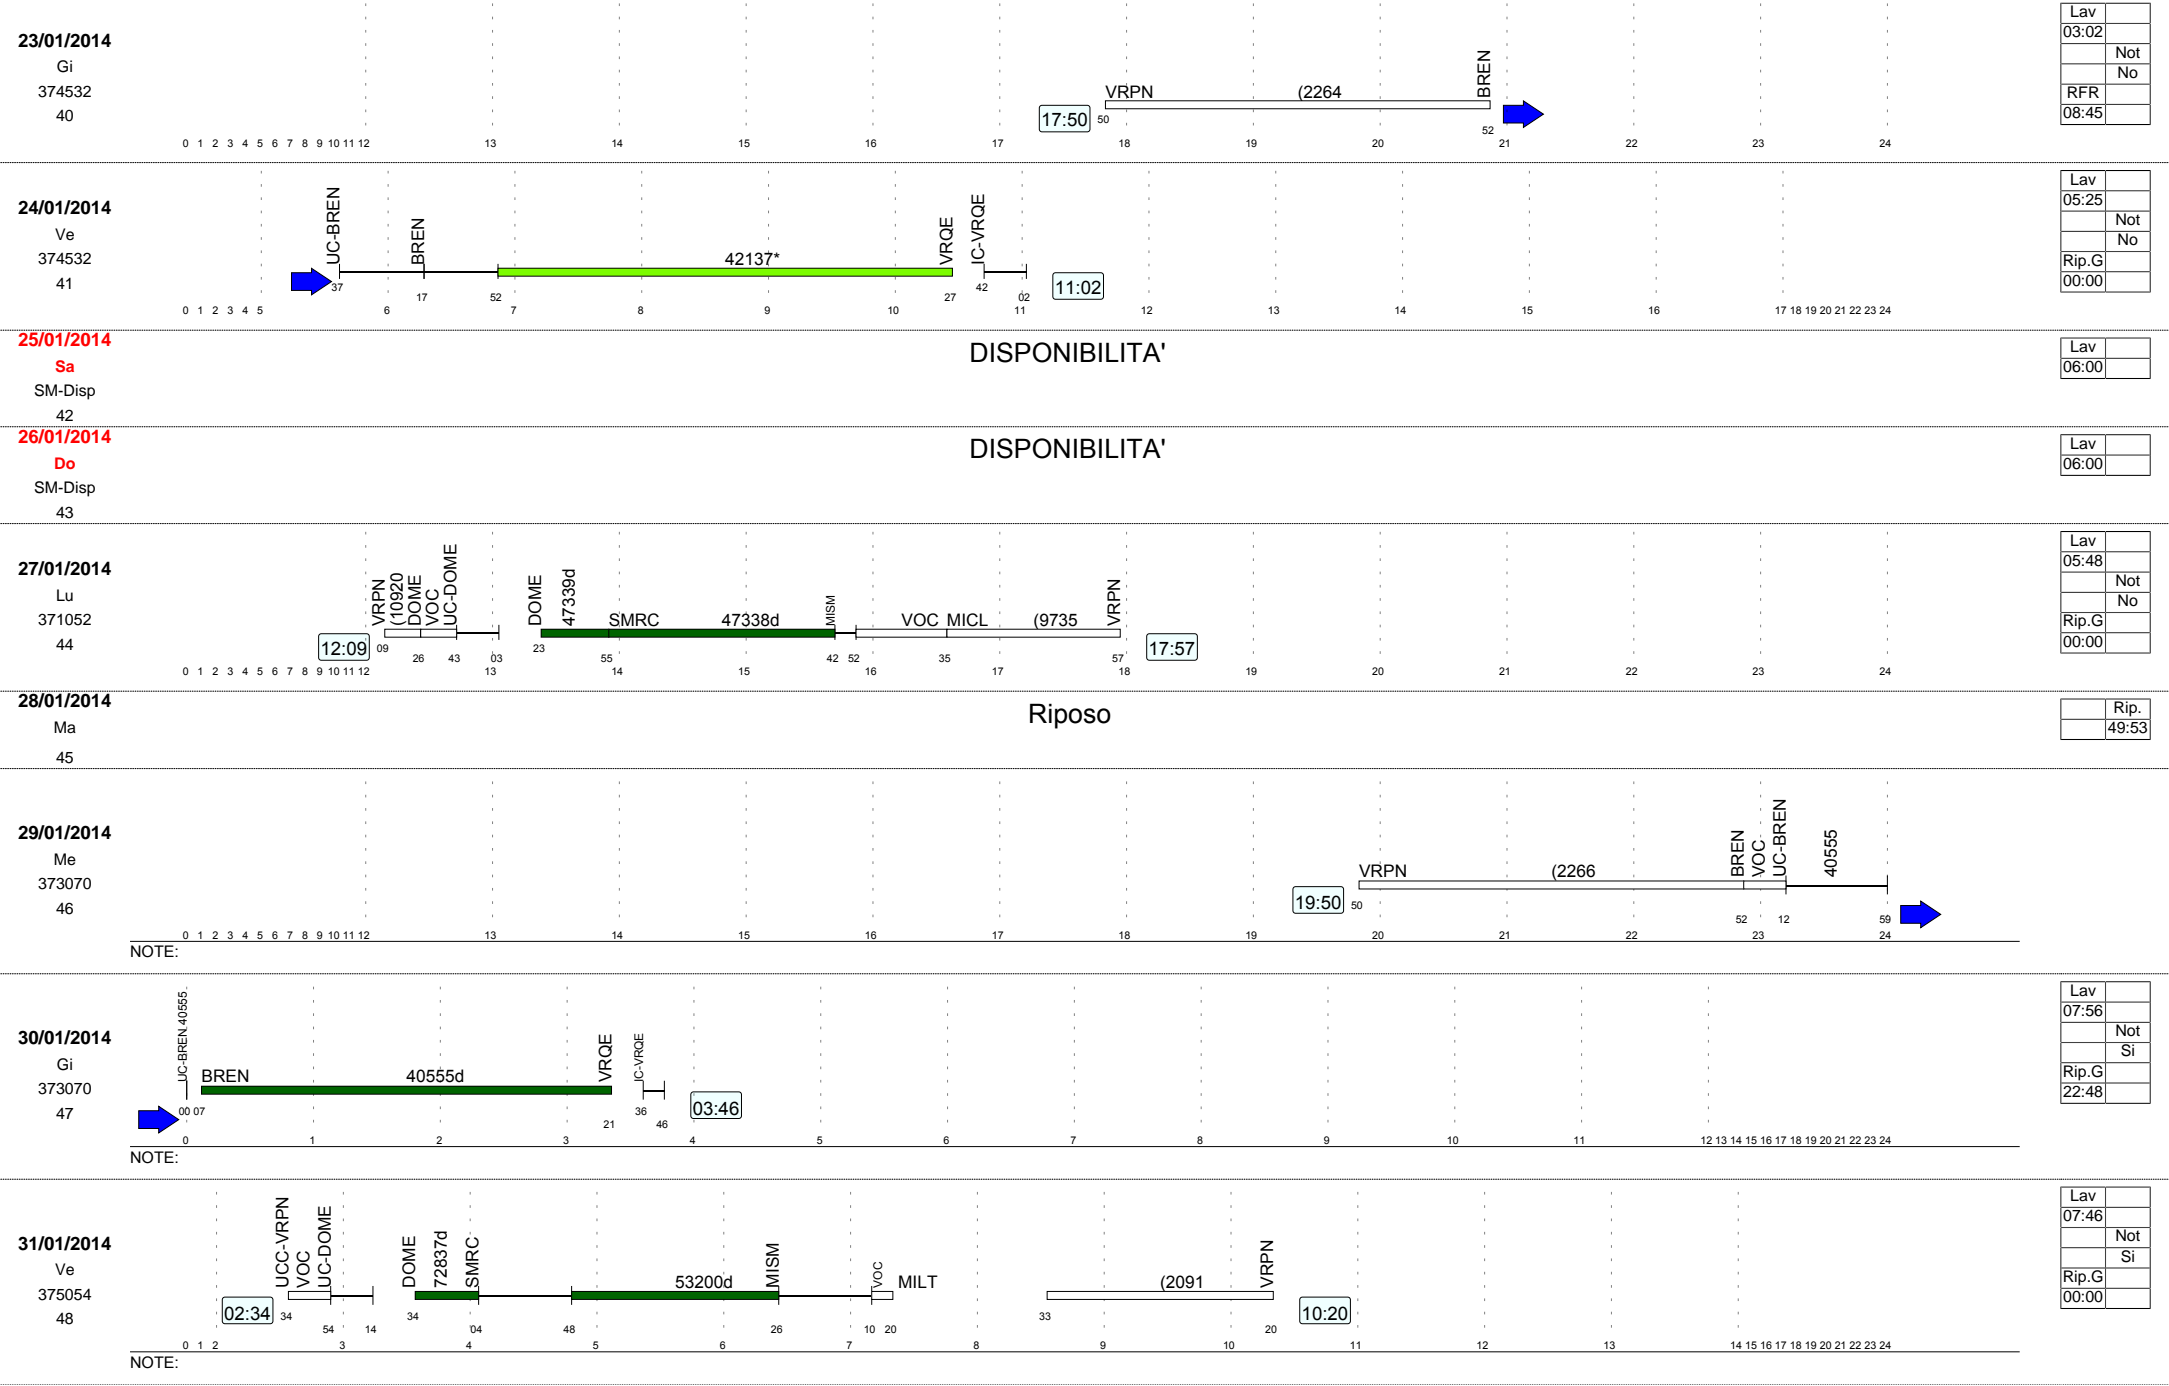 23/01/2014
Gi
374532
40
17:50
VRPN (2264 BREN
50 52
0 1 2 3 4 5 6 7 8 9 10 11 12 13 14 15 16 17 18 19 20 21 22 23 24
Lav
03:02
Not
No
RFR
08:45
24/01/2014
Ve
374532
41
UC-BREN BREN 42137* VRQE IC-VRQE
37 17 52 27 42 02
11:02
0 1 2 3 4 5 6 7 8 9 10 11 12 13 14 15 16 17 18 19 20 21 22 23 24
Lav
05:25
Not
No
Rip.G
00:00
25/01/2014
Sa
SM-Disp
42
DISPONIBILITA'
Lav
06:00
26/01/2014
Do
SM-Disp
43
DISPONIBILITA'
Lav
06:00
27/01/2014
Lu
371052
44
12:09
VRPN (10920 DOME VOC UC-DOME DOME 47339d SMRC 47338d MISM VOC MICL (9735 VRPN
09 26 43 03 23 55 42 52 35 57
17:57
0 1 2 3 4 5 6 7 8 9 10 11 12 13 14 15 16 17 18 19 20 21 22 23 24
Lav
05:48
Not
No
Rip.G
00:00
28/01/2014
Ma
45
Riposo
Rip.
49:53
29/01/2014
Me
373070
46
19:50
VRPN (2266 BREN VOC UC-BREN 40555
50 52 12 59
0 1 2 3 4 5 6 7 8 9 10 11 12 13 14 15 16 17 18 19 20 21 22 23 24
NOTE:
30/01/2014
Gi
373070
47
UC-BREN 40555 BREN 40555d VRQE IC-VRQE
00 07 21 36 46
03:46
0 1 2 3 4 5 6 7 8 9 10 11 12 13 14 15 16 17 18 19 20 21 22 23 24
NOTE:
Lav
07:56
Not
Si
Rip.G
22:48
31/01/2014
Ve
375054
48
02:34
UCC-VRPN VOC UC-DOME DOME 72837d SMRC 53200d MISM VOC MILT (2091 VRPN
34 54 14 34 04 48 26 10 20 33 20
10:20
0 1 2 3 4 5 6 7 8 9 10 11 12 13 14 15 16 17 18 19 20 21 22 23 24
NOTE:
Lav
07:46
Not
Si
Rip.G
00:00